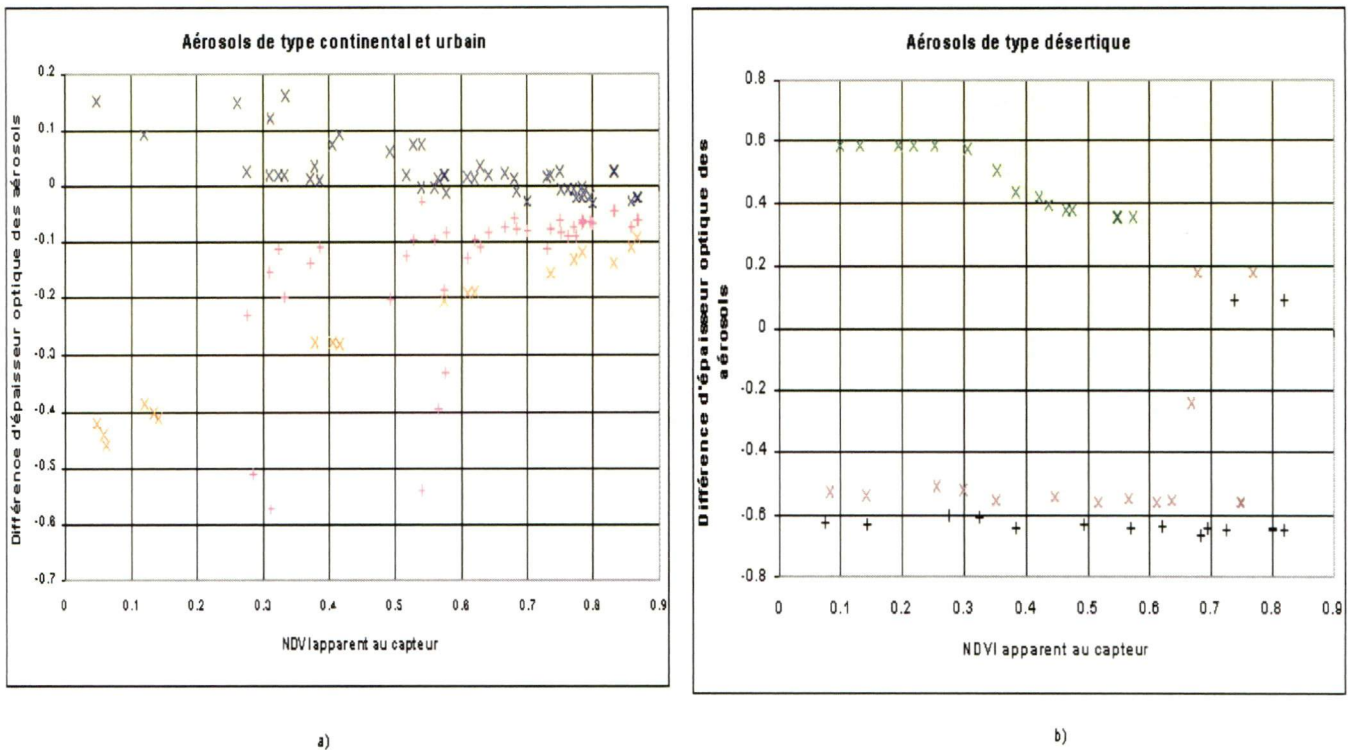 Aérosols de type continental et urbain
Différence d'épaisseur optique des aérosols
0.2
0.1
0
-0.1
-0.2
-0.3
-0.4
-0.5
-0.6
-0.7
0 0.1 0.2 0.3 0.4 0.5 0.6 0.7 0.8 0.9
NDVI apparent au capteur
a)
Aérosols de type désertique
Différence d'épaisseur optique des
aérosols
0.8
0.6
0.4
0.2
0
-0.2
-0.4
-0.6
-0.8
0 0.1 0.2 0.3 0.4 0.5 0.6 0.7 0.8 0.9
NDVI apparent au capteur
b)